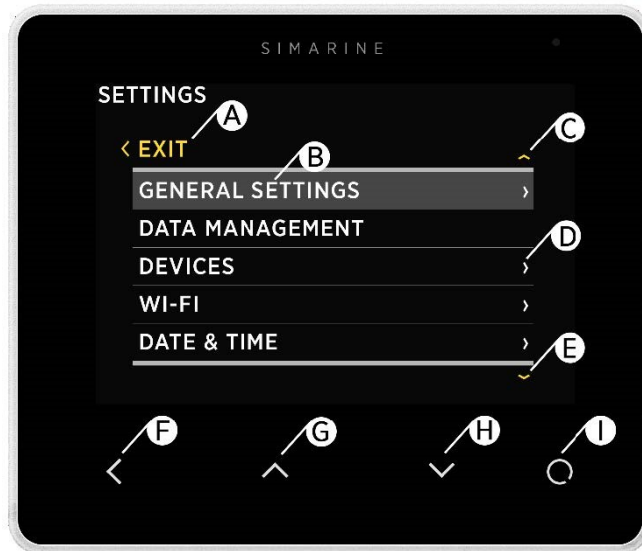 SIMARINE
SETTINGS
A
< EXIT
C
B
GENERAL SETTINGS ›
DATA MANAGEMENT
D
DEVICES ›
WI-FI ›
DATE & TIME ›
E
F G H I